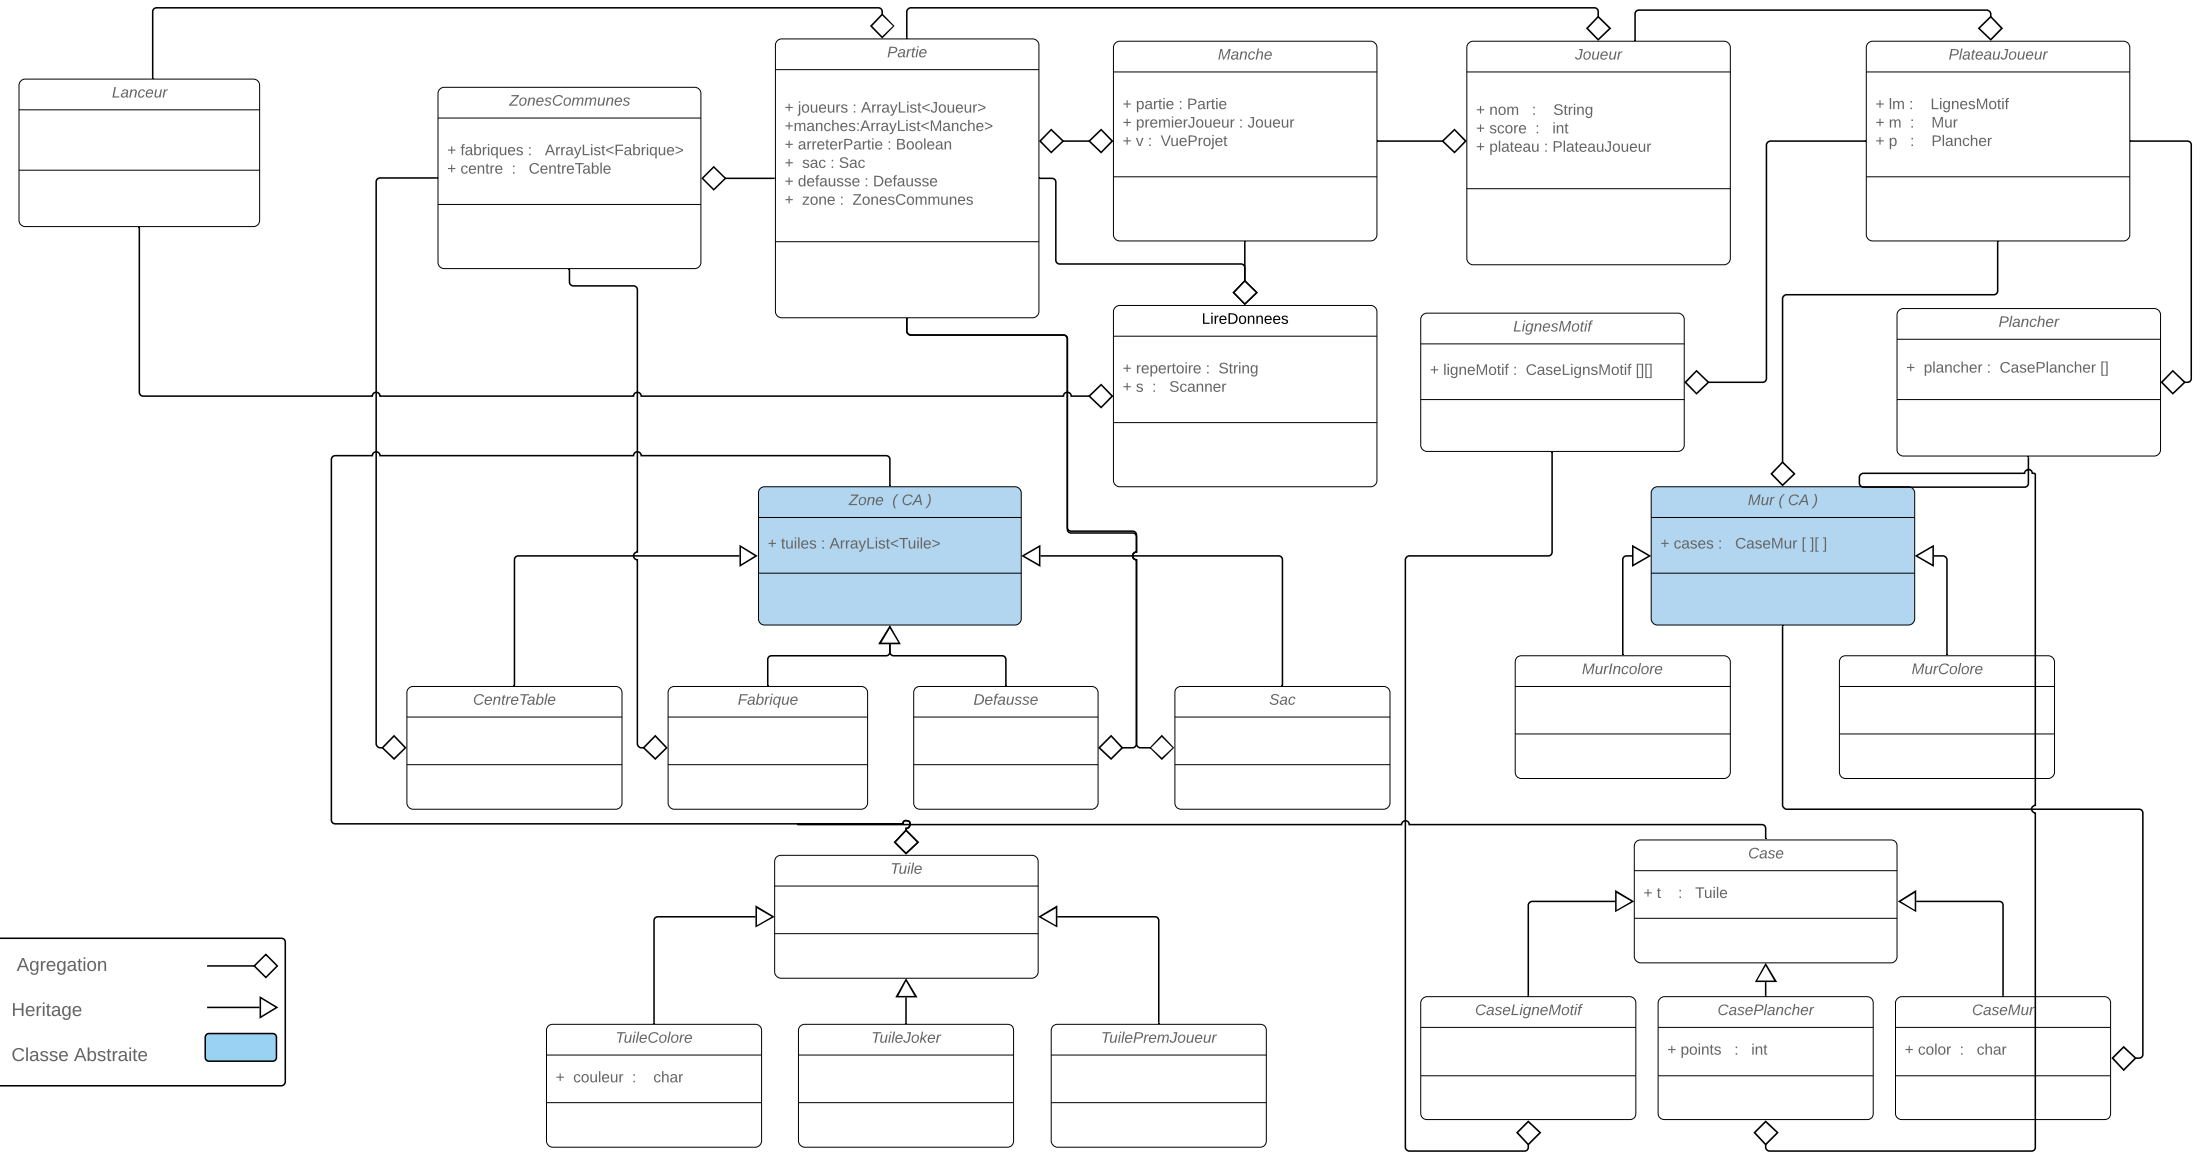 Partie
+ joueurs : ArrayList<Joueur>
+manches:ArrayList<Manche>
+ arreterPartie : Boolean
+ sac : Sac
+ defausse : Defausse
+ zone : ZonesCommunes
Manche
+ partie : Partie
+ premierJoueur : Joueur
+ v : VueProjet
Joueur
+ nom : String
+ score : int
+ plateau : PlateauJoueur
PlateauJoueur
+ lm : LignesMotif
+ m : Mur
+ p : Plancher
Lanceur
ZonesCommunes
+ fabriques : ArrayList<Fabrique>
+ centre : CentreTable
LireDonnees
+ repertoire : String
+ s : Scanner
LignesMotif
+ ligneMotif : CaseLignsMotif [][]
Plancher
+ plancher : CasePlancher []
Zone ( CA )
+ tuiles : ArrayList<Tuile>
Mur ( CA )
+ cases : CaseMur [ ][ ]
MurIncolore
MurColore
CentreTable
Fabrique
Defausse
Sac
Tuile
Case
+ t : Tuile
Agregation
Heritage
Classe Abstraite
TuileColore
+ couleur : char
TuileJoker
TuilePremJoueur
CaseLigneMotif
CasePlancher
+ points : int
CaseMur
+ color : char